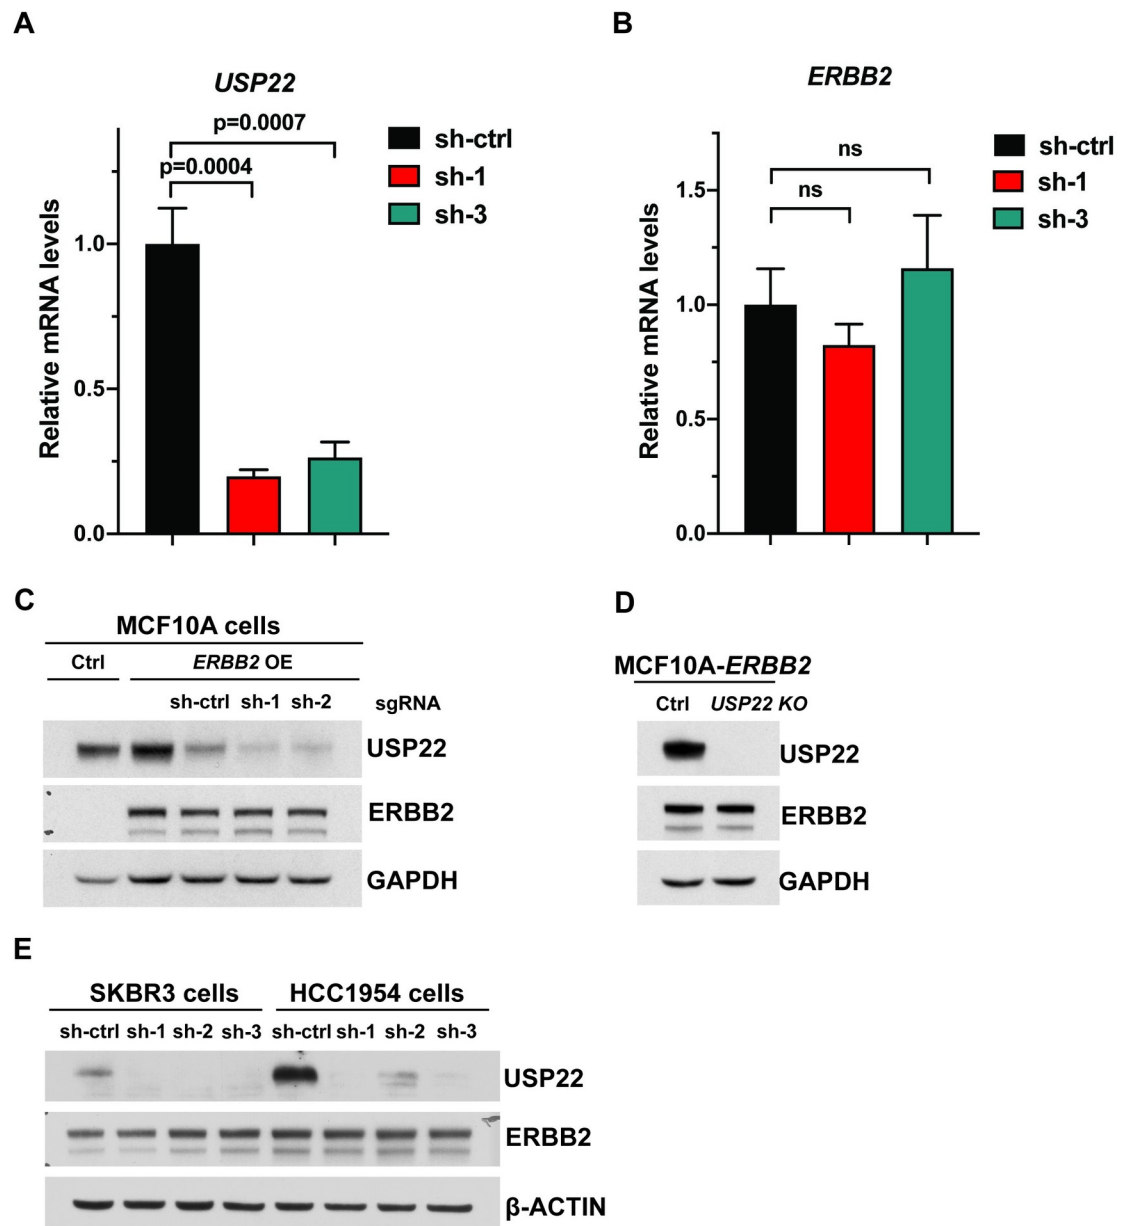 A
USP22
p=0.0007
p=0.0004
sh-ctrl
sh-1
sh-3
Relative mRNA levels
1.0
0.5
0.0
B
ERBB2
ns
ns
sh-ctrl
sh-1
sh-3
Relative mRNA levels
1.5
1.0
0.5
0.0
C
MCF10A cells
Ctrl ERBB2 OE
sh-ctrl sh-1 sh-2 sgRNA
USP22
ERBB2
GAPDH
D
MCF10A-ERBB2
Ctrl USP22 KO
USP22
ERBB2
GAPDH
E
SKBR3 cells HCC1954 cells
sh-ctrl sh-1 sh-2 sh-3 sh-ctrl sh-1 sh-2 sh-3
USP22
ERBB2
β-ACTIN